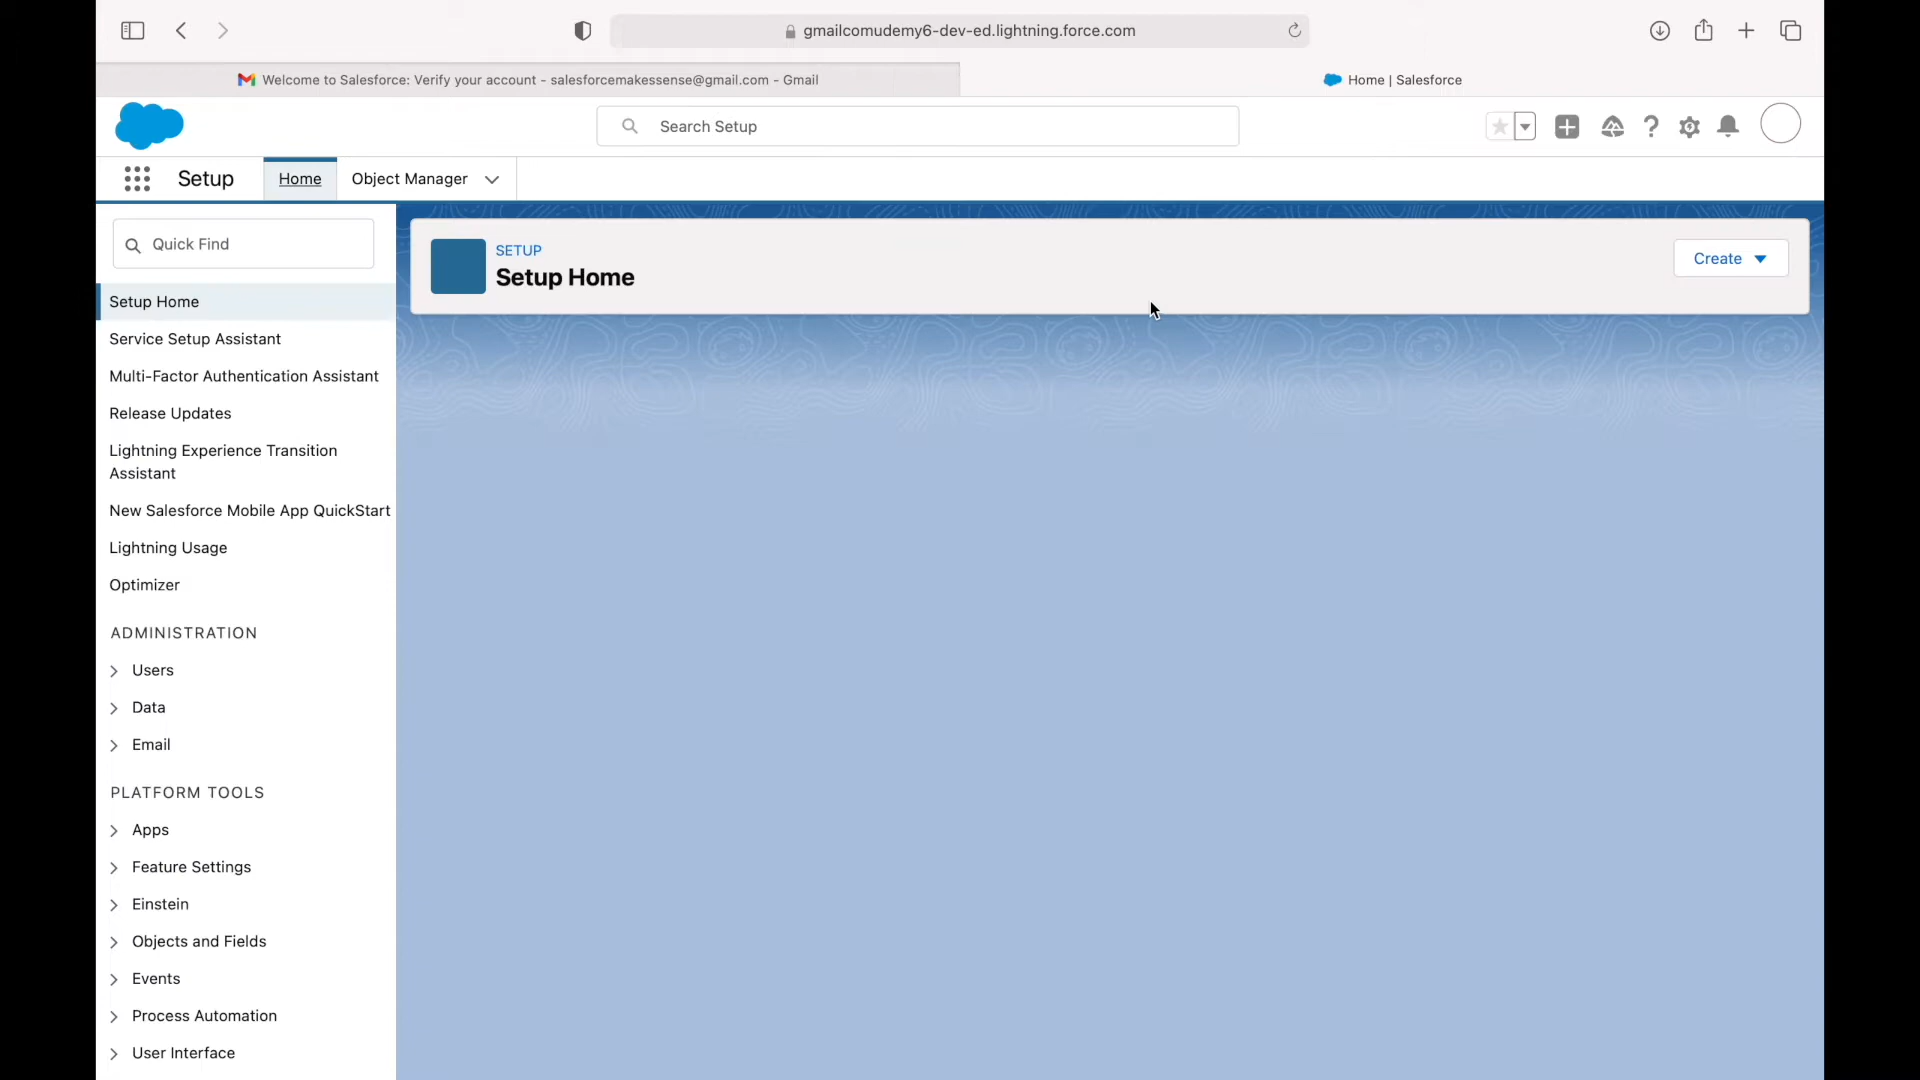 gmailcomudemy6-dev-ed.lightning.force.com
Welcome to Salesforce: Verify your account - salesforcemakessense@gmail.com - Gmail
Home | Salesforce
Search Setup
Setup
Home
Object Manager
Quick Find
SETUP
Setup Home
Create
Setup Home
Service Setup Assistant
Multi-Factor Authentication Assistant
Release Updates
Lightning Experience Transition
Assistant
New Salesforce Mobile App QuickStart
Lightning Usage
Optimizer
ADMINISTRATION
Users
Data
Email
PLATFORM TOOLS
Apps
Feature Settings
Einstein
Objects and Fields
Events
Process Automation
User Interface